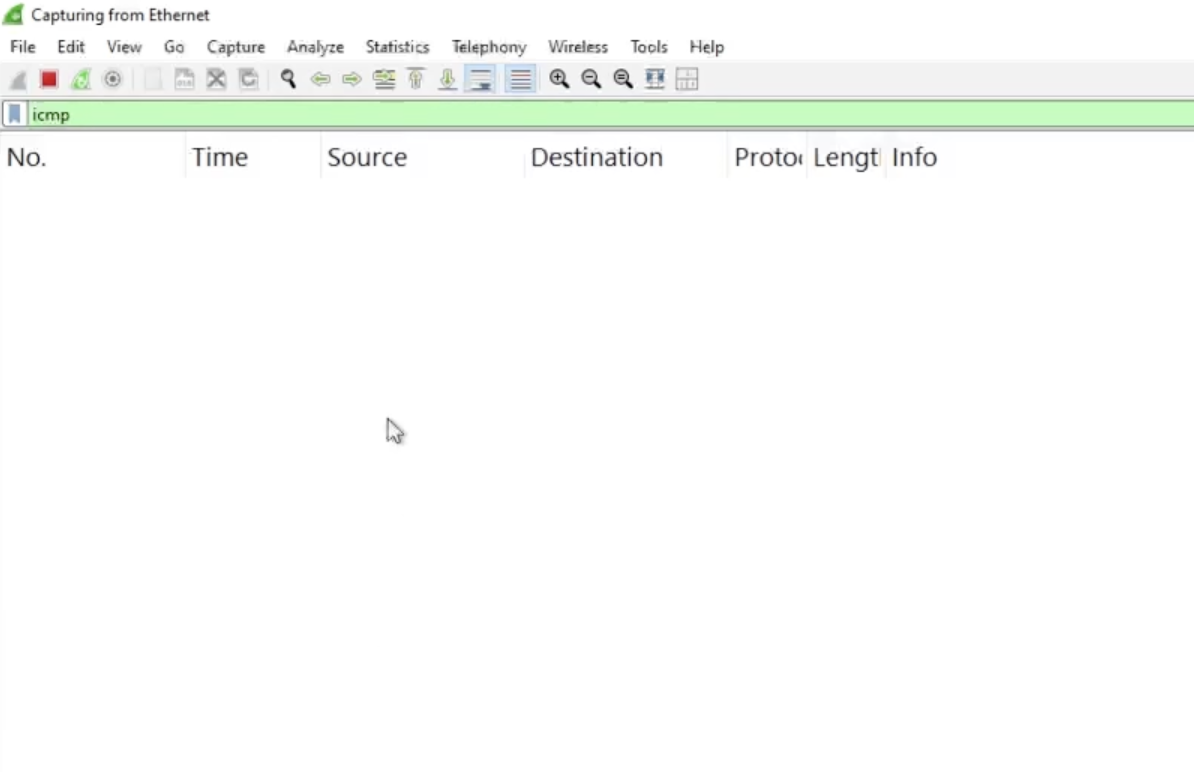 Capturing from Ethernet
File Edit View Go Capture Analyze Statistics Telephony Wireless Tools Help
icmp
No. Time Source Destination Protoc Lengt Info